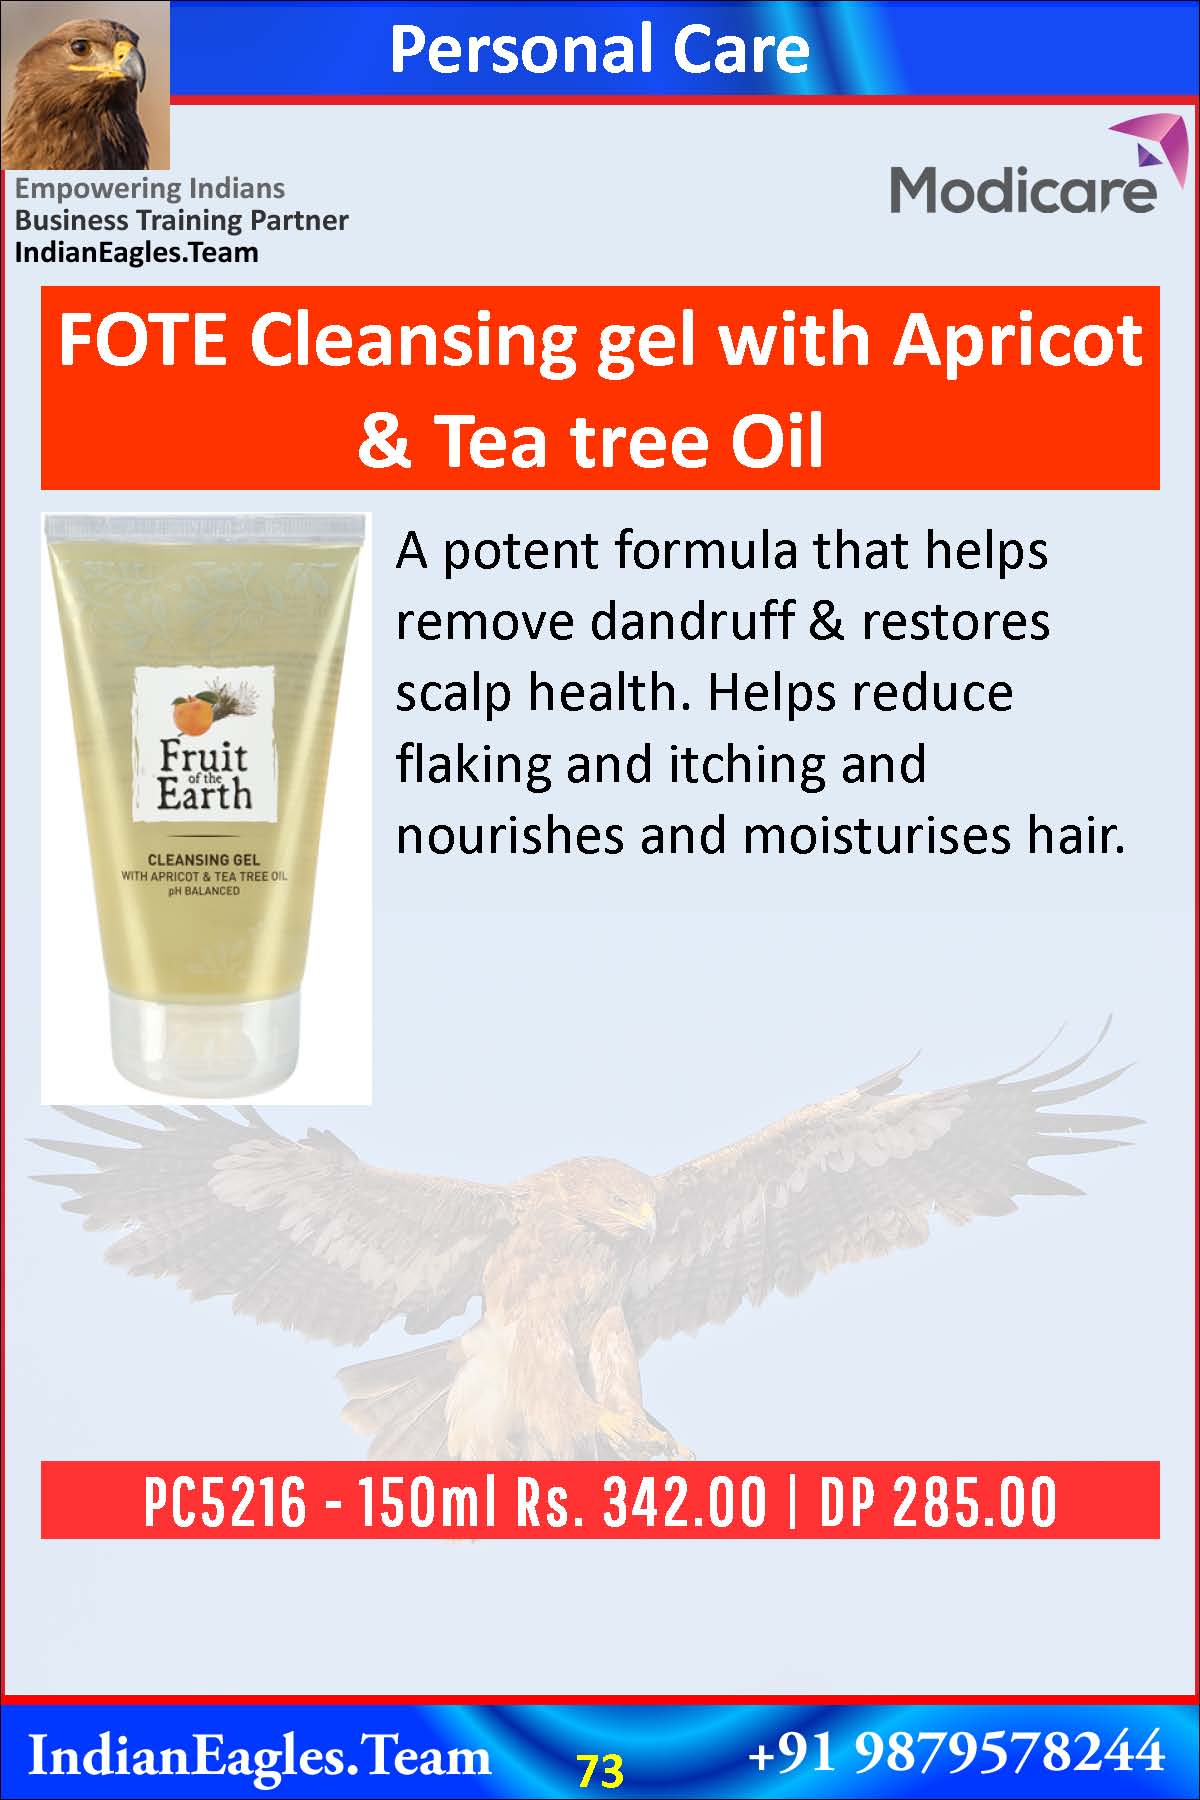 Personal Care
Empowering Indians
Business Training Partner
IndianEagles.Team
Modicare
FOTE Cleansing gel with Apricot
& Tea tree Oil
A potent formula that helps
remove dandruff & restores
scalp health. Helps reduce
flaking and itching and
nourishes and moisturises hair.
Fruit
of the
Earth
CLEANSING GEL
WITH APRICOT & TEA TREE OIL
pH BALANCED
PC5216 - 150ml Rs. 342.00 | DP 285.00
IndianEagles.Team
73
+91 9879578244